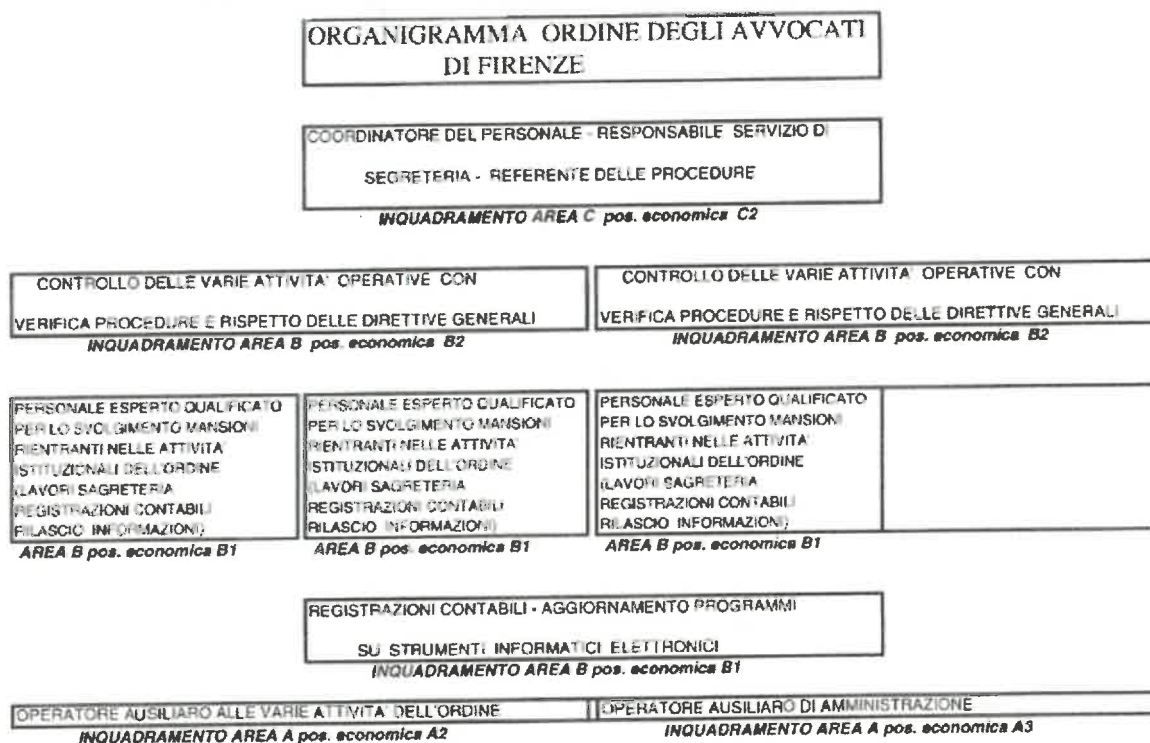 ORGANIGRAMMA ORDINE DEGLI AVVOCATI
DI FIRENZE
COORDINATORE DEL PERSONALE - RESPONSABILE SERVIZIO DI
SEGRETERIA - REFERENTE DELLE PROCEDURE
INQUADRAMENTO AREA C pos. economica C2
CONTROLLO DELLE VARIE ATTIVITA' OPERATIVE CON
VERIFICA PROCEDURE E RISPETTO DELLE DIRETTIVE GENERALI
INQUADRAMENTO AREA B pos. economica B2
CONTROLLO DELLE VARIE ATTIVITA' OPERATIVE CON
VERIFICA PROCEDURE E RISPETTO DELLE DIRETTIVE GENERALI
INQUADRAMENTO AREA B pos. economica B2
PERSONALE ESPERTO QUALIFICATO
PER LO SVOLGIMENTO MANSIONI
RIENTRANTI NELLE ATTIVITA'
ISTITUZIONALI DELL'ORDINE
(LAVORI SAGRETERIA
REGISTRAZIONI CONTABILI
RILASCIO INFORMAZIONI)
AREA B pos. economica B1
PERSONALE ESPERTO QUALIFICATO
PER LO SVOLGIMENTO MANSIONI
RIENTRANTI NELLE ATTIVITA'
ISTITUZIONALI DELL'ORDINE
(LAVORI SAGRETERIA
REGISTRAZIONI CONTABILI
RILASCIO INFORMAZIONI)
AREA B pos. economica B1
PERSONALE ESPERTO QUALIFICATO
PER LO SVOLGIMENTO MANSIONI
RIENTRANTI NELLE ATTIVITA'
ISTITUZIONALI DELL'ORDINE
(LAVORI SAGRETERIA
REGISTRAZIONI CONTABILI
RILASCIO INFORMAZIONI)
AREA B pos. economica B1
REGISTRAZIONI CONTABILI - AGGIORNAMENTO PROGRAMMI
SU STRUMENTI INFORMATICI ELETTRONICI
INQUADRAMENTO AREA B pos. economica B1
OPERATORE AUSILIARO ALLE VARIE ATTIVITA' DELL'ORDINE
INQUADRAMENTO AREA A pos. economica A2
OPERATORE AUSILIARO DI AMMINISTRAZIONE
INQUADRAMENTO AREA A pos. economica A3